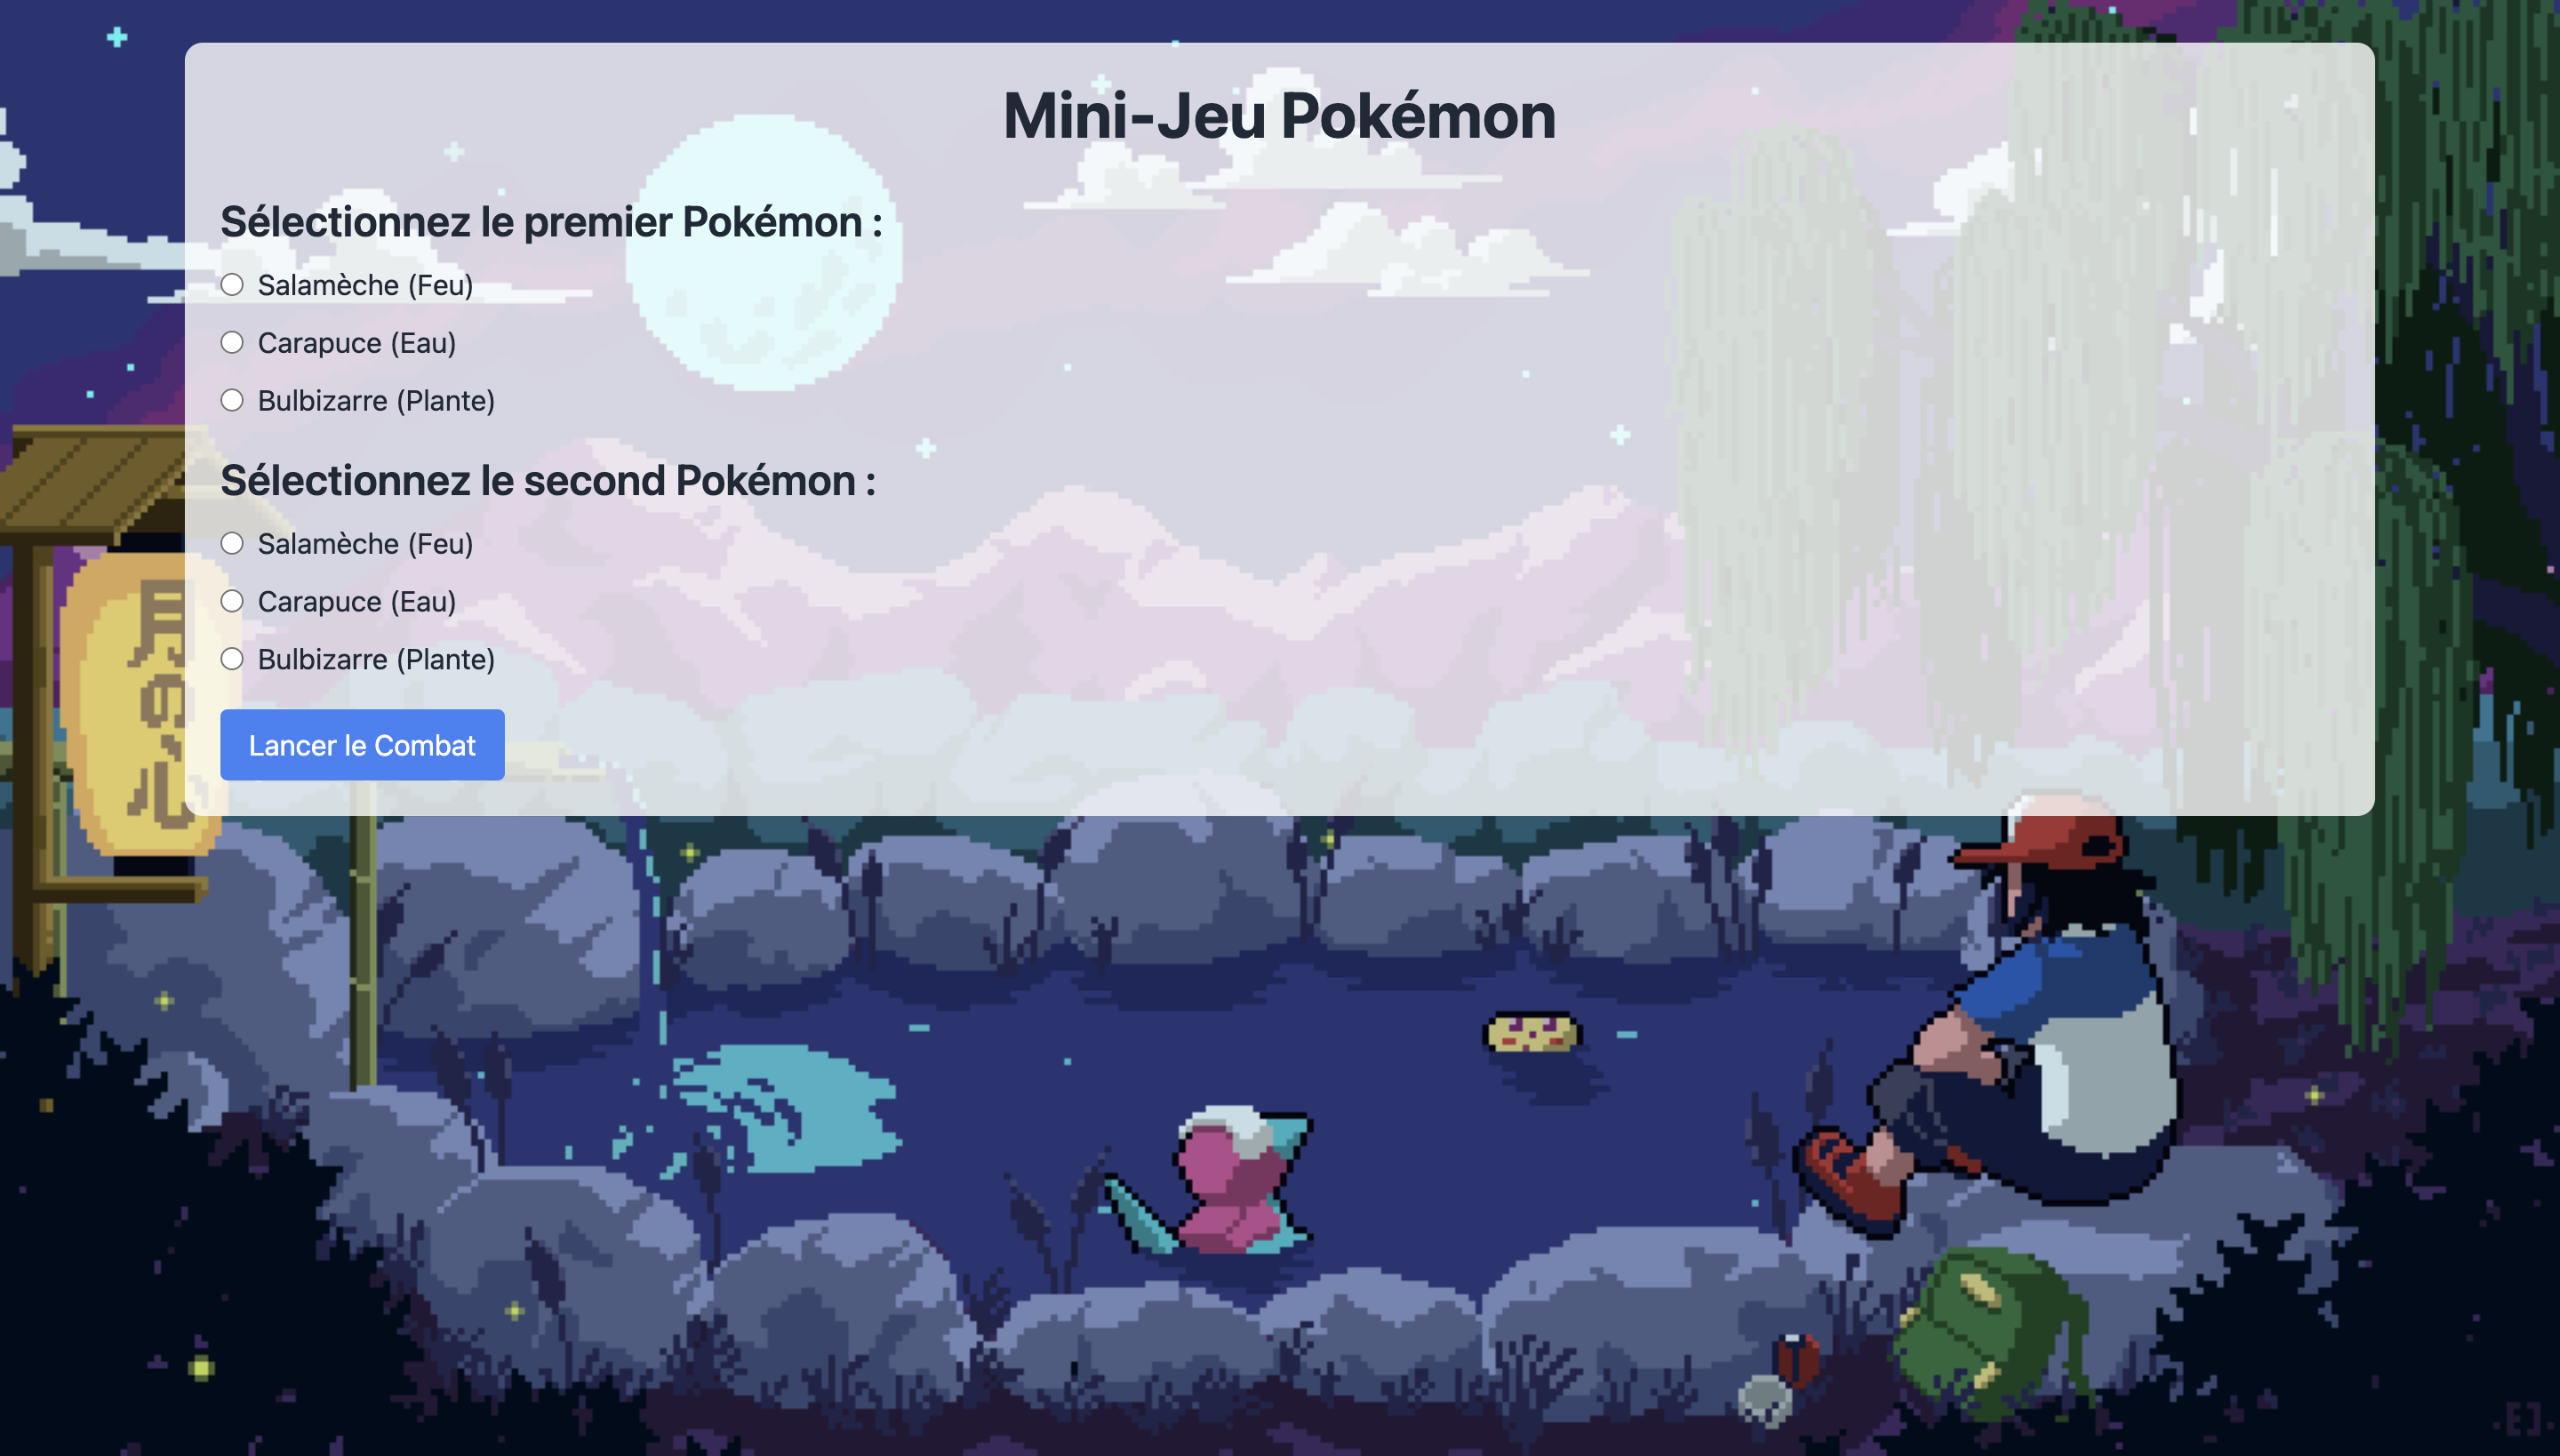 Mini-Jeu Pokémon
Sélectionnez le premier Pokémon :
Salamèche (Feu)
Carapuce (Eau)
Bulbizarre (Plante)
Sélectionnez le second Pokémon :
Salamèche (Feu)
Carapuce (Eau)
Bulbizarre (Plante)
Lancer le Combat
月の心